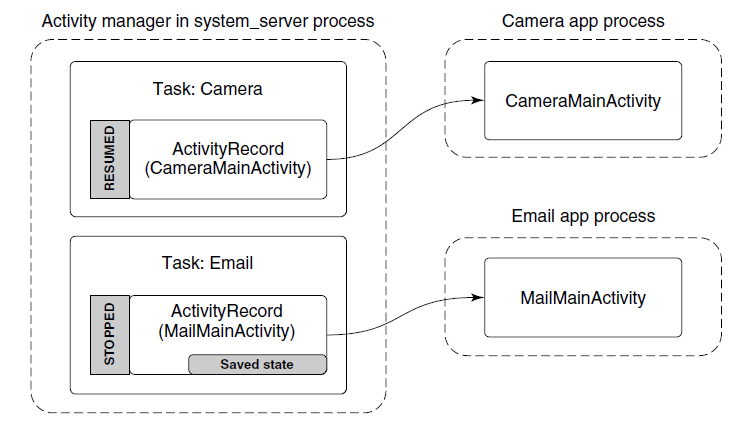 Activity manager in system_server process
Task: Camera
RESUMED
ActivityRecord
(CameraMainActivity)
Task: Email
STOPPED
ActivityRecord
(MailMainActivity)
Saved state
Camera app process
CameraMainActivity
Email app process
MailMainActivity